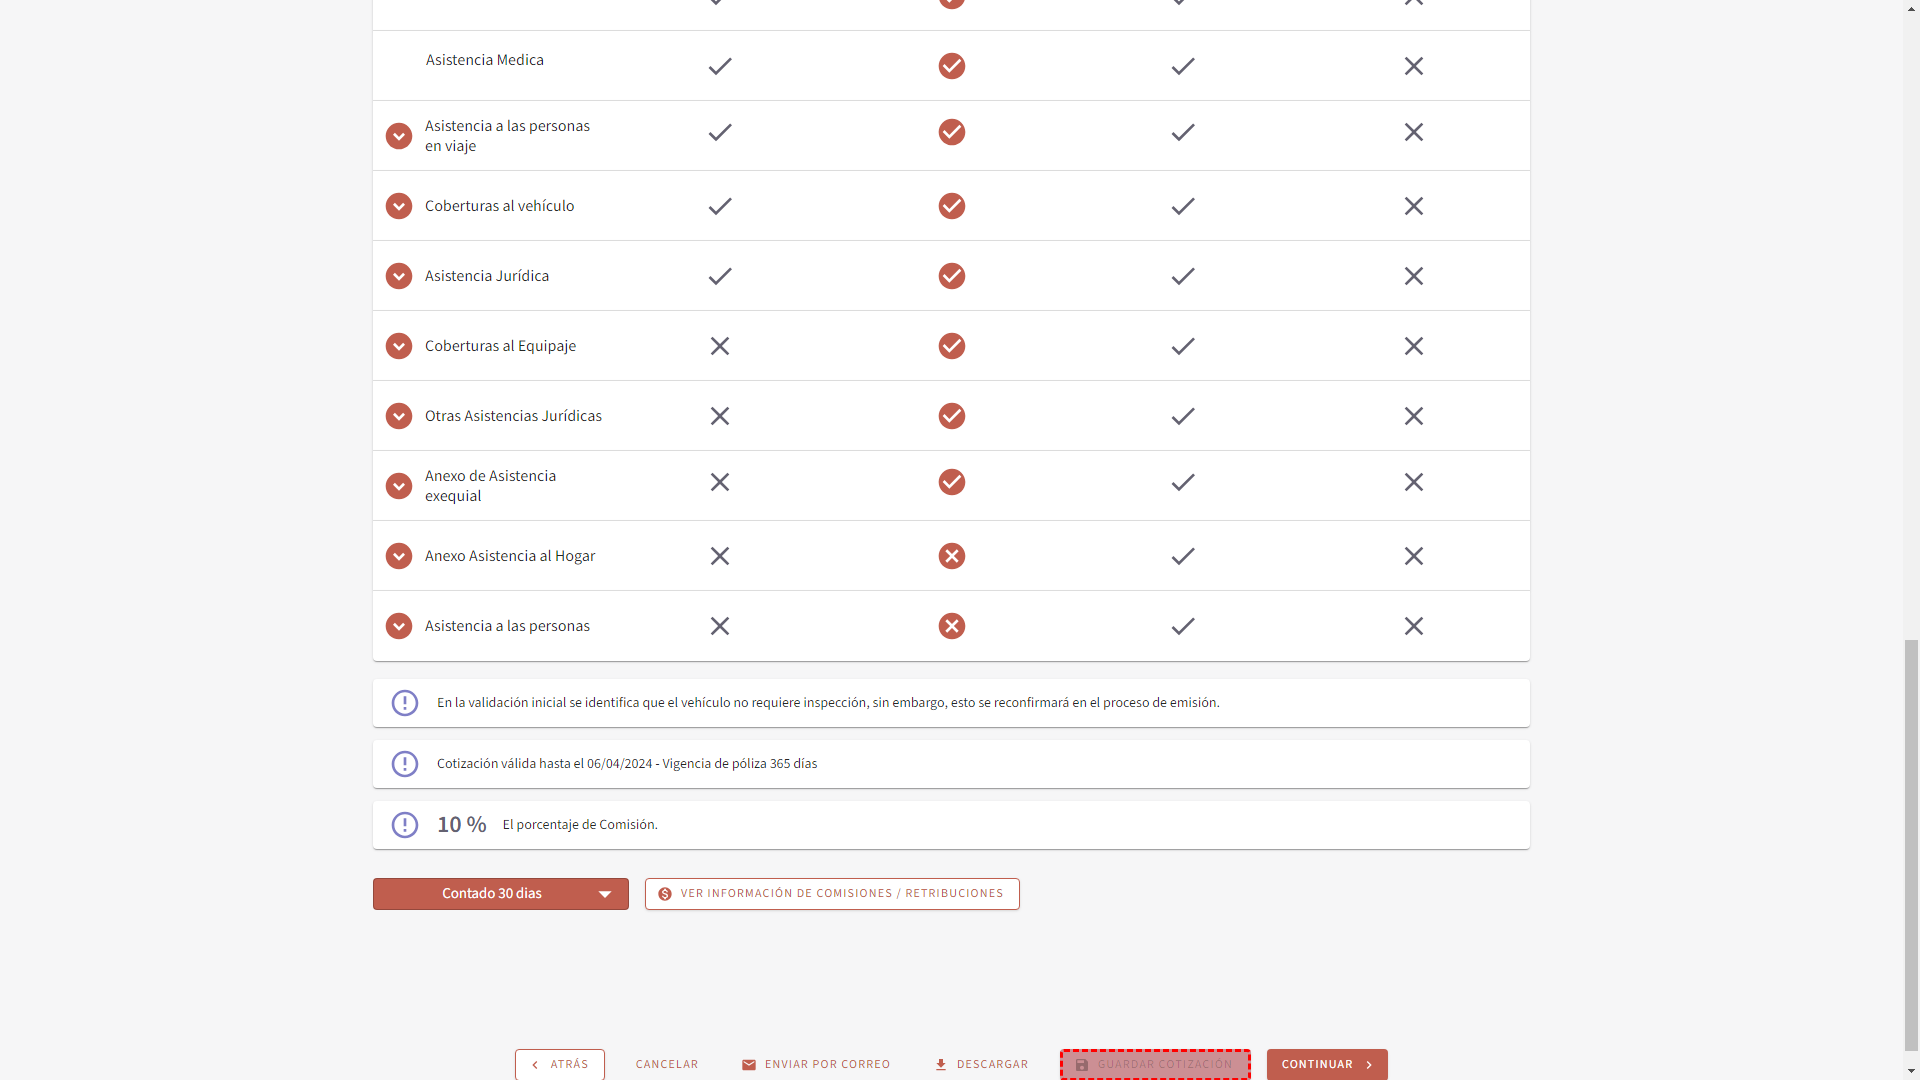 Asistencia Medica
Asistencia a las personas
en viaje
Coberturas al vehículo
Asistencia Jurídica
Coberturas al Equipaje
Otras Asistencias Jurídicas
Anexo de Asistencia
exequial
Anexo Asistencia al Hogar
Asistencia a las personas
En la validación inicial se identifica que el vehículo no requiere inspección, sin embargo, esto se reconfirmará en el proceso de emisión.
Cotización válida hasta el 06/04/2024 - Vigencia de póliza 365 días
10 % El porcentaje de Comisión.
Contado 30 dias
VER INFORMACIÓN DE COMISIONES / RETRIBUCIONES
ATRÁS
CANCELAR
ENVIAR POR CORREO
DESCARGAR
GUARDAR COTIZACIÓN
CONTINUAR